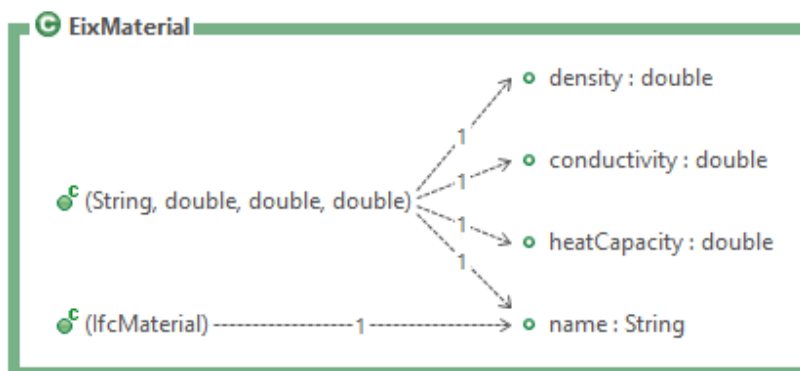 C EixMaterial
density : double
1
conductivity : double
1
C (String, double, double, double)
1
heatCapacity : double
1
C (IfcMaterial) 1 name : String